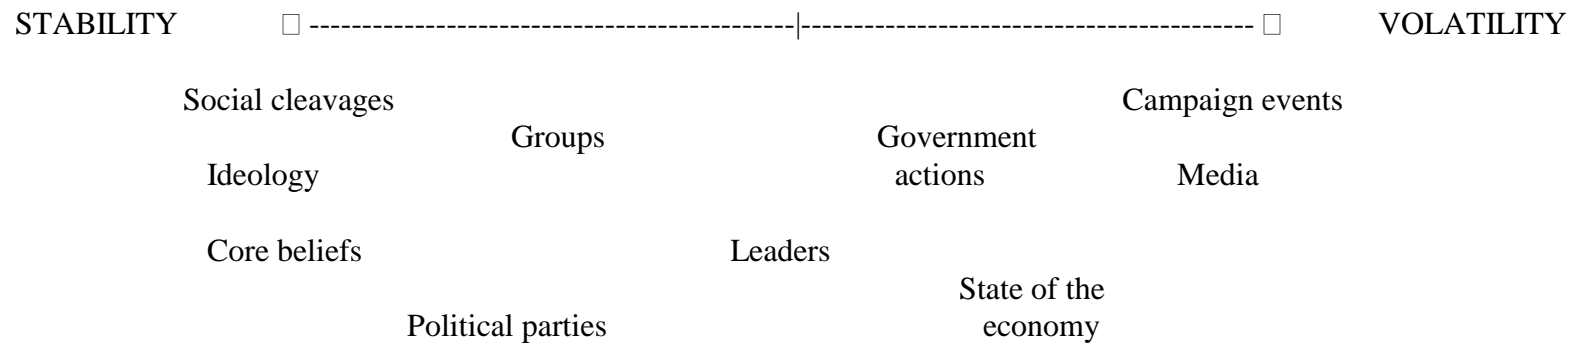 STABILITY □ ----------------------------------------------|------------------------------------------- □ VOLATILITY
Social cleavages Campaign events
Groups Government
Ideology actions Media
Core beliefs Leaders
State of the
Political parties economy